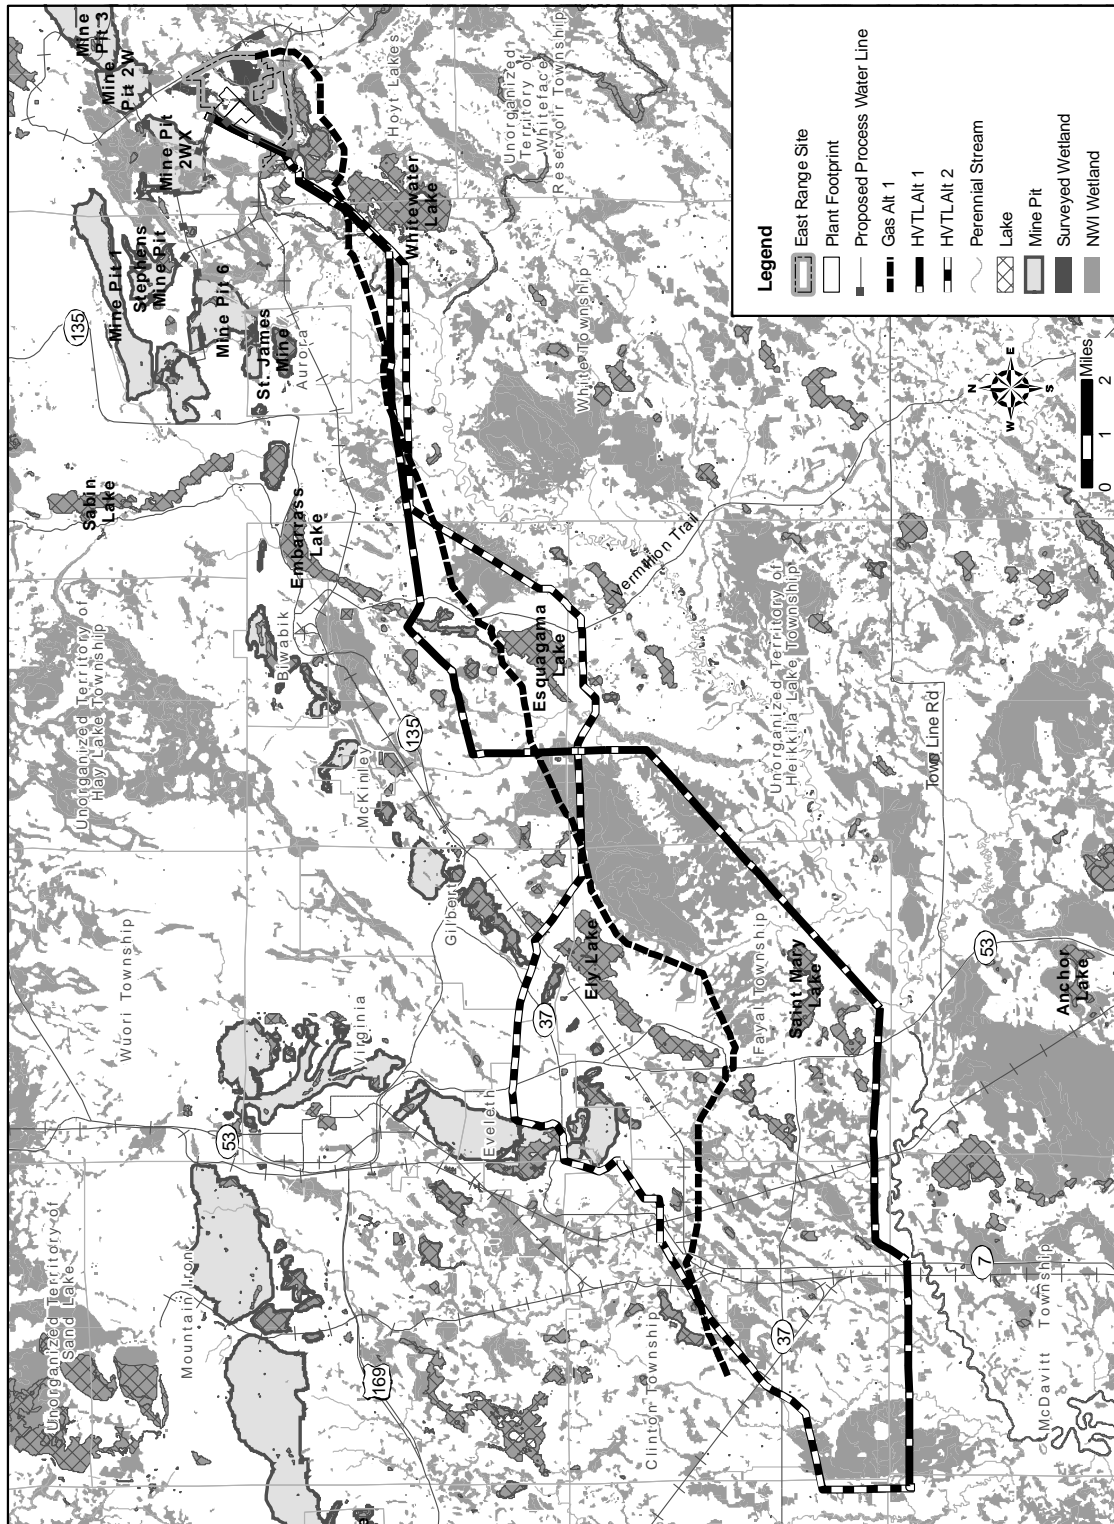 Mine
Pit 3
Mine
Pit 2W
Mine Pit
2WX
Mine Pit 1
Stephens
Mine Pit
Mine Pit 6
St. James
Mine
Aurora
135
Hoyt Lakes
Unorganized
Territory of
Whiteface
Reservoir Township
Whitewater
Lake
White Township
Sabin
Lake
Embarrass
Lake
Biwabik
Unorganized Territory of
Hay Lake Township
McKinley
135
Esquagama
Lake
Vermilion Trail
Unorganized Territory of
Heikkila Lake Township
Town Line Rd
Wuori Township
Gilbert
Virginia
37
Ely Lake
Fayal Township
Saint Mary
Lake
53
Anchor
Lake
53
Eveleth
Unorganized Territory of
Sand Lake
Mountain Iron
169
Clinton Township
37
7
McDavitt Township
Legend
East Range Site
Plant Footprint
Proposed Process Water Line
Gas Alt 1
HVTL Alt 1
HVTL Alt 2
Perennial Stream
Lake
Mine Pit
Surveyed Wetland
NWI Wetland
N
E
S
W
0 1 2
Miles